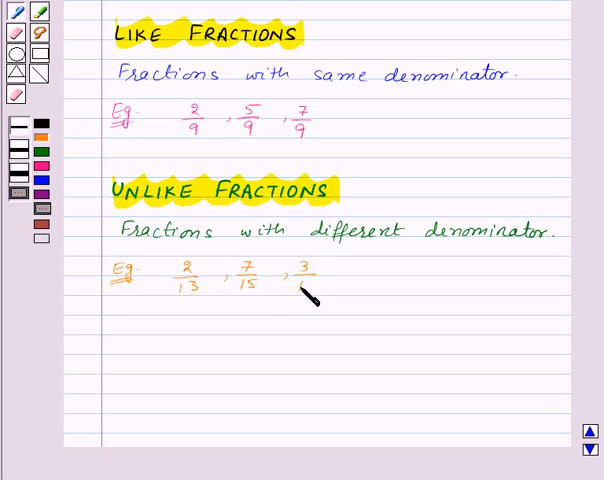 LIKE FRACTIONS
Fractions with same denominator.
Eg. 2/9, 5/9, 7/9
UNLIKE FRACTIONS
Fractions with different denominator.
Eg. 2/13, 7/15, 3/